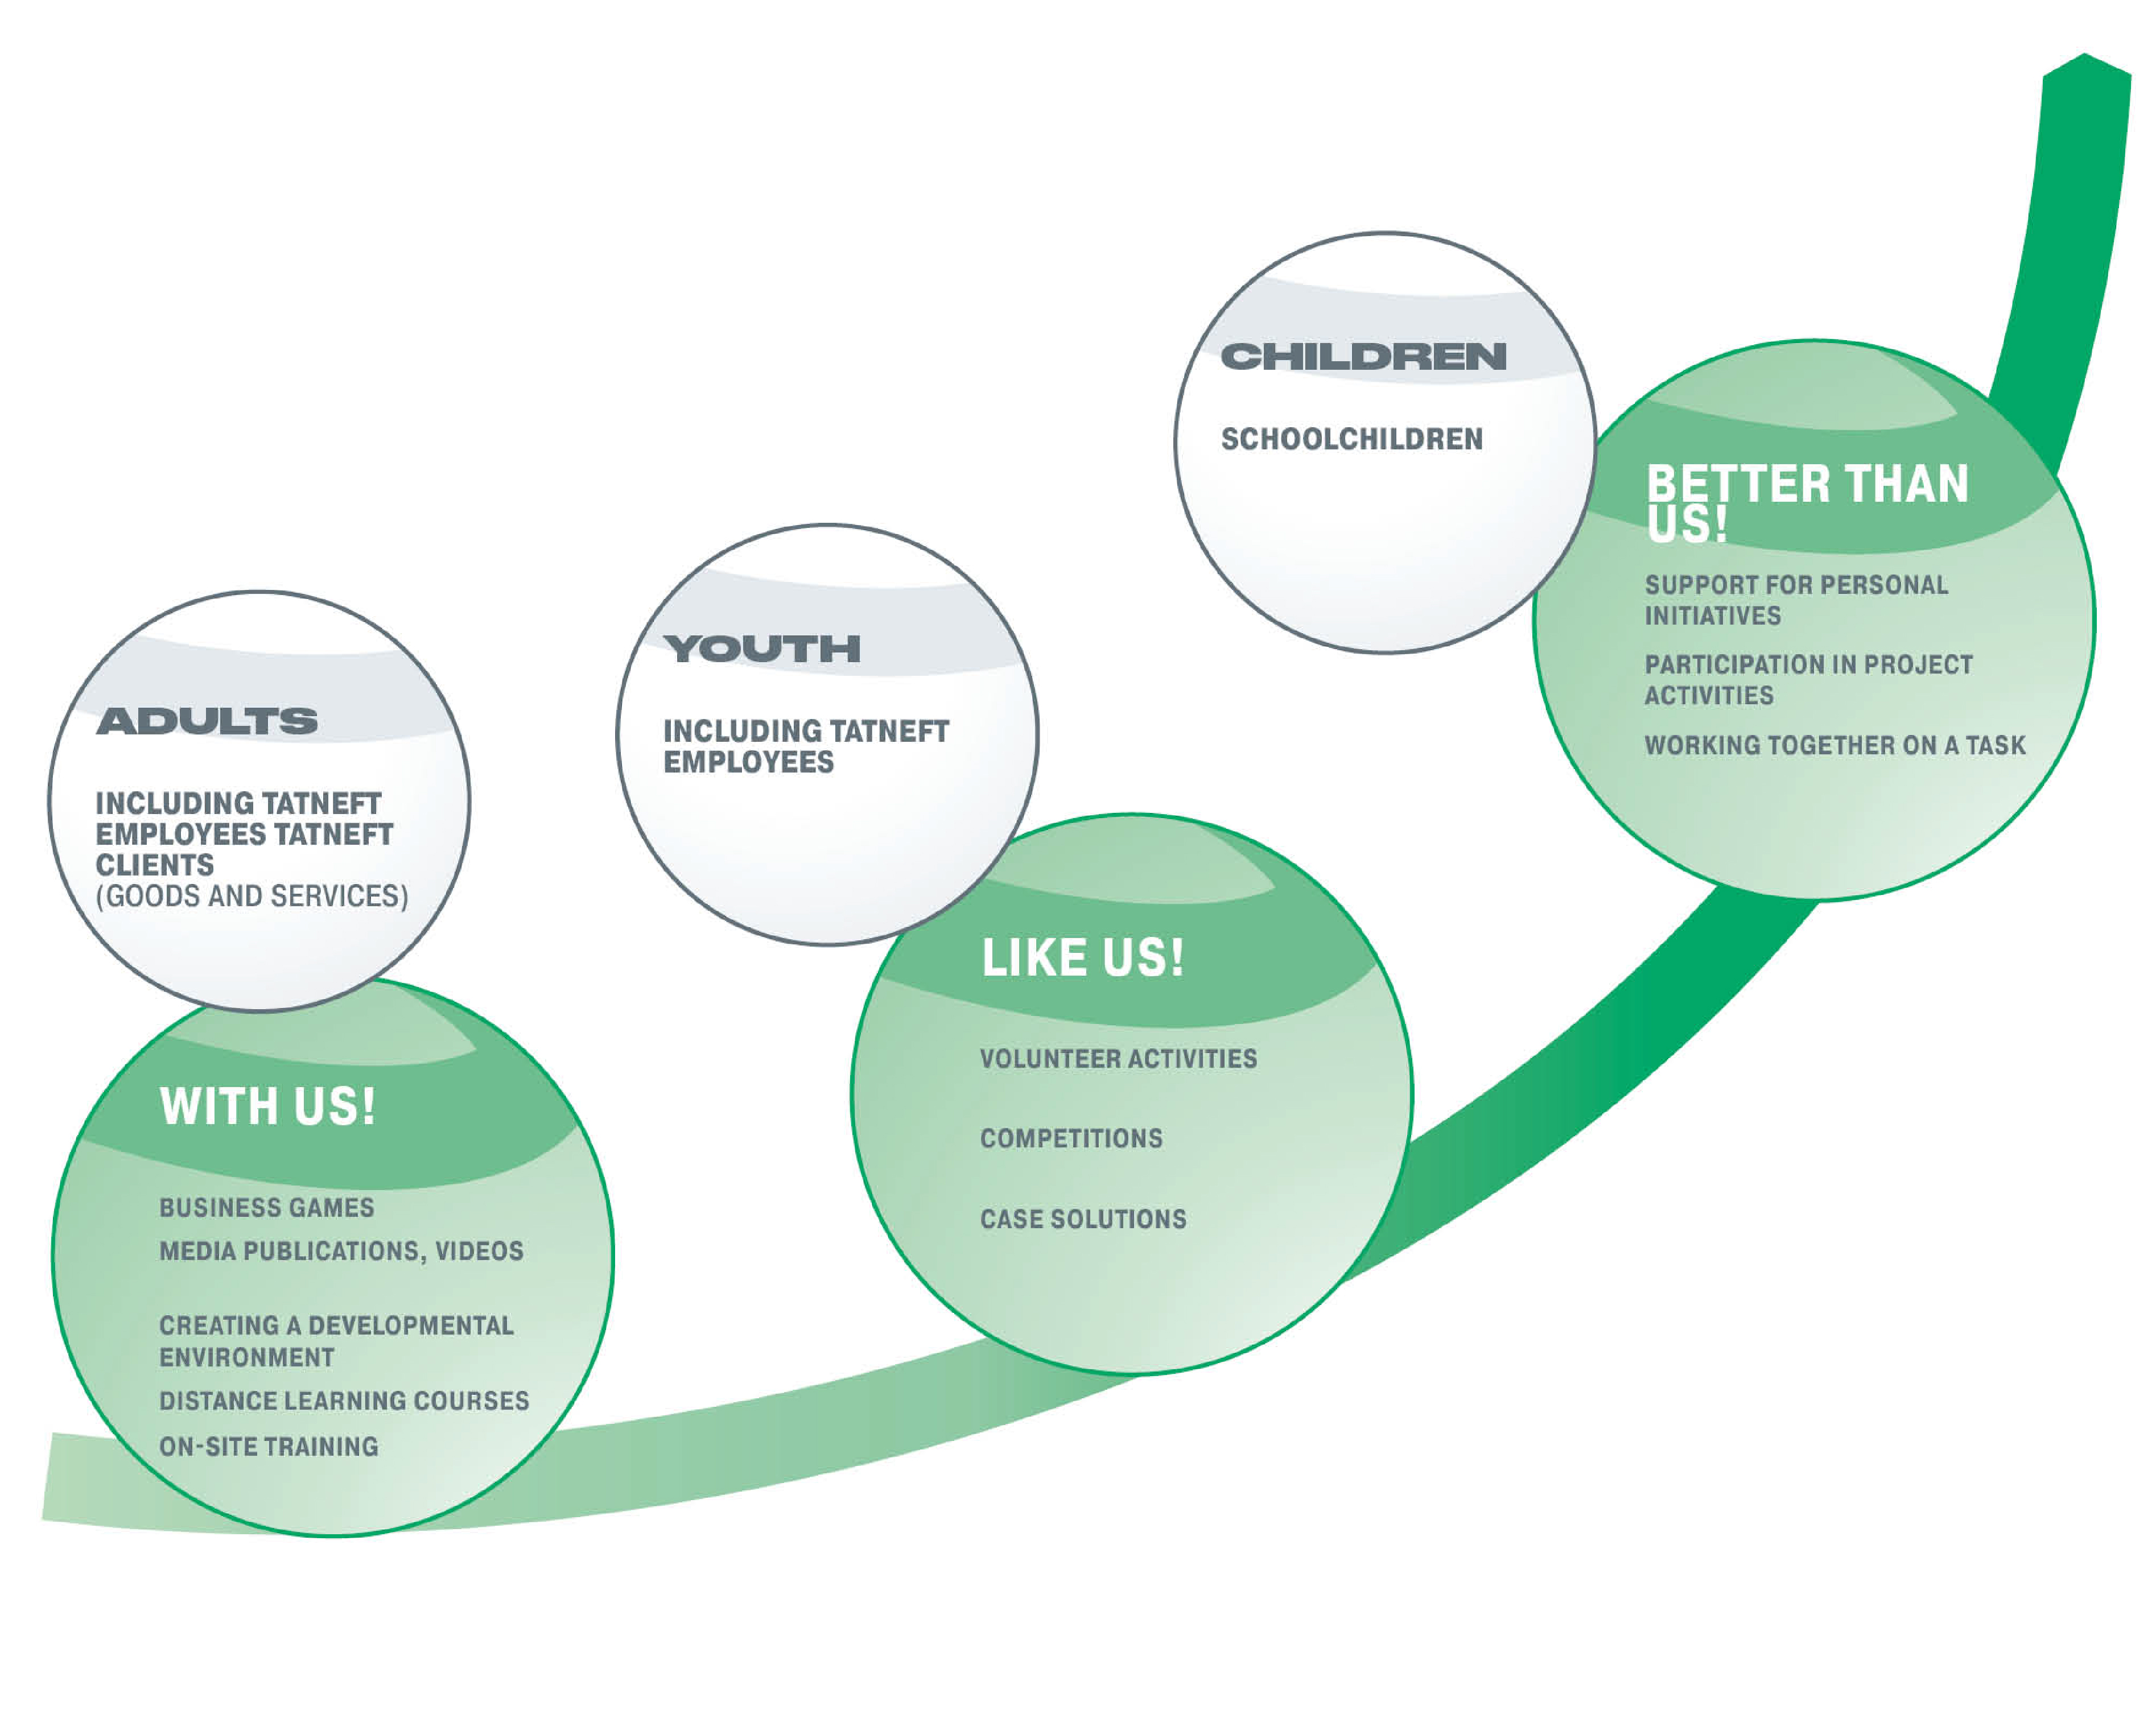 ADULTS
INCLUDING TATNEFT
EMPLOYEES TATNEFT
CLIENTS
(GOODS AND SERVICES)
WITH US!
BUSINESS GAMES
MEDIA PUBLICATIONS, VIDEOS
CREATING A DEVELOPMENTAL
ENVIRONMENT
DISTANCE LEARNING COURSES
ON-SITE TRAINING
YOUTH
INCLUDING TATNEFT
EMPLOYEES
LIKE US!
VOLUNTEER ACTIVITIES
COMPETITIONS
CASE SOLUTIONS
CHILDREN
SCHOOLCHILDREN
BETTER THAN
US!
SUPPORT FOR PERSONAL
INITIATIVES
PARTICIPATION IN PROJECT
ACTIVITIES
WORKING TOGETHER ON A TASK